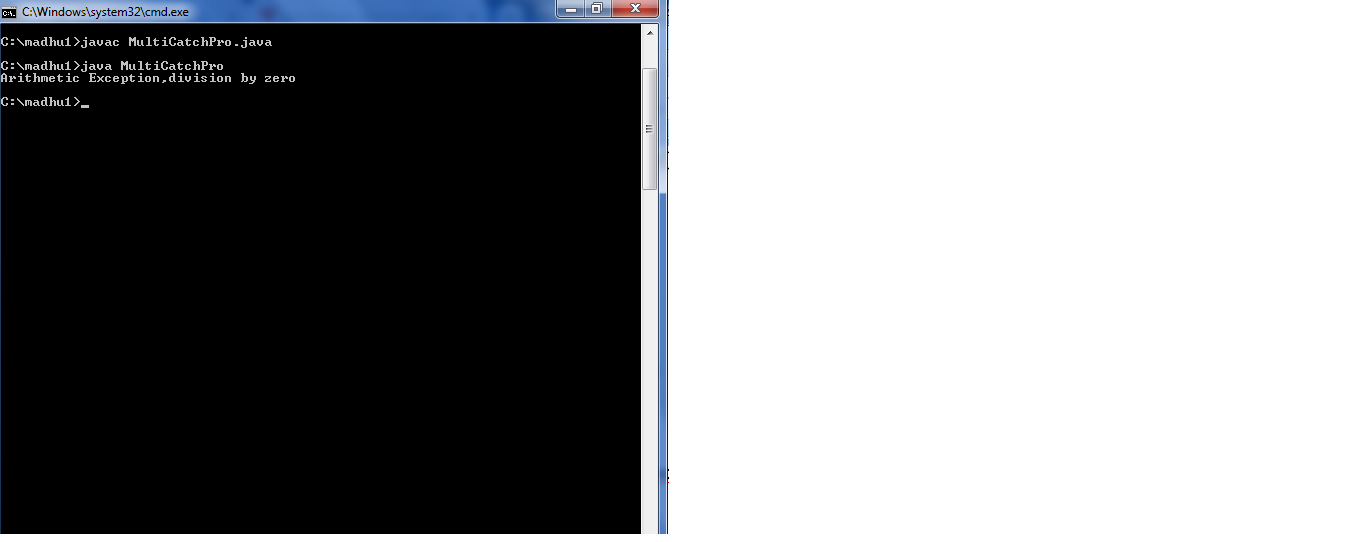 C:\Windows\system32\cmd.exe
C:\madhu1>javac MultiCatchPro.java
C:\madhu1>java MultiCatchPro
Arithmetic Exception,division by zero
C:\madhu1>_